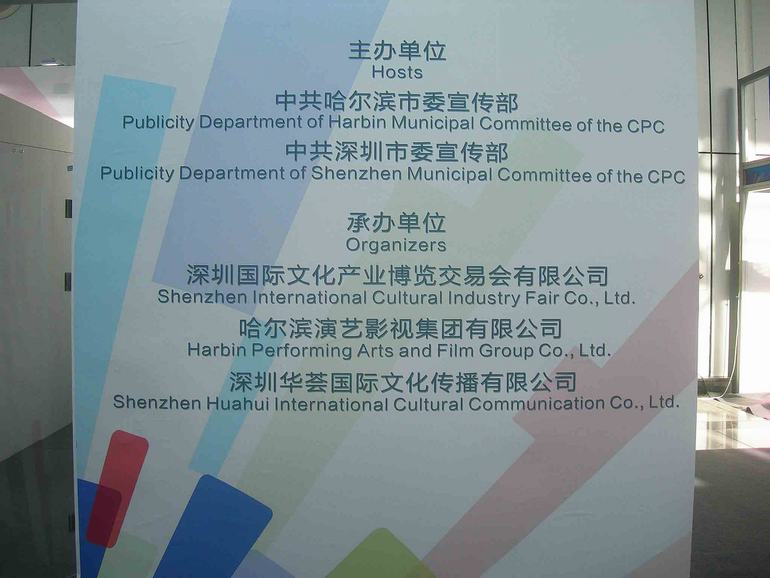 主办单位
Hosts
中共哈尔滨市委宣传部
Publicity Department of Harbin Municipal Committee of the CPC
中共深圳市委宣传部
Publicity Department of Shenzhen Municipal Committee of the CPC
承办单位
Organizers
深圳国际文化产业博览交易会有限公司
Shenzhen International Cultural Industry Fair Co., Ltd.
哈尔滨演艺影视集团有限公司
Harbin Performing Arts and Film Group Co., Ltd.
深圳华荟国际文化传播有限公司
Shenzhen Huahui International Cultural Communication Co., Ltd.